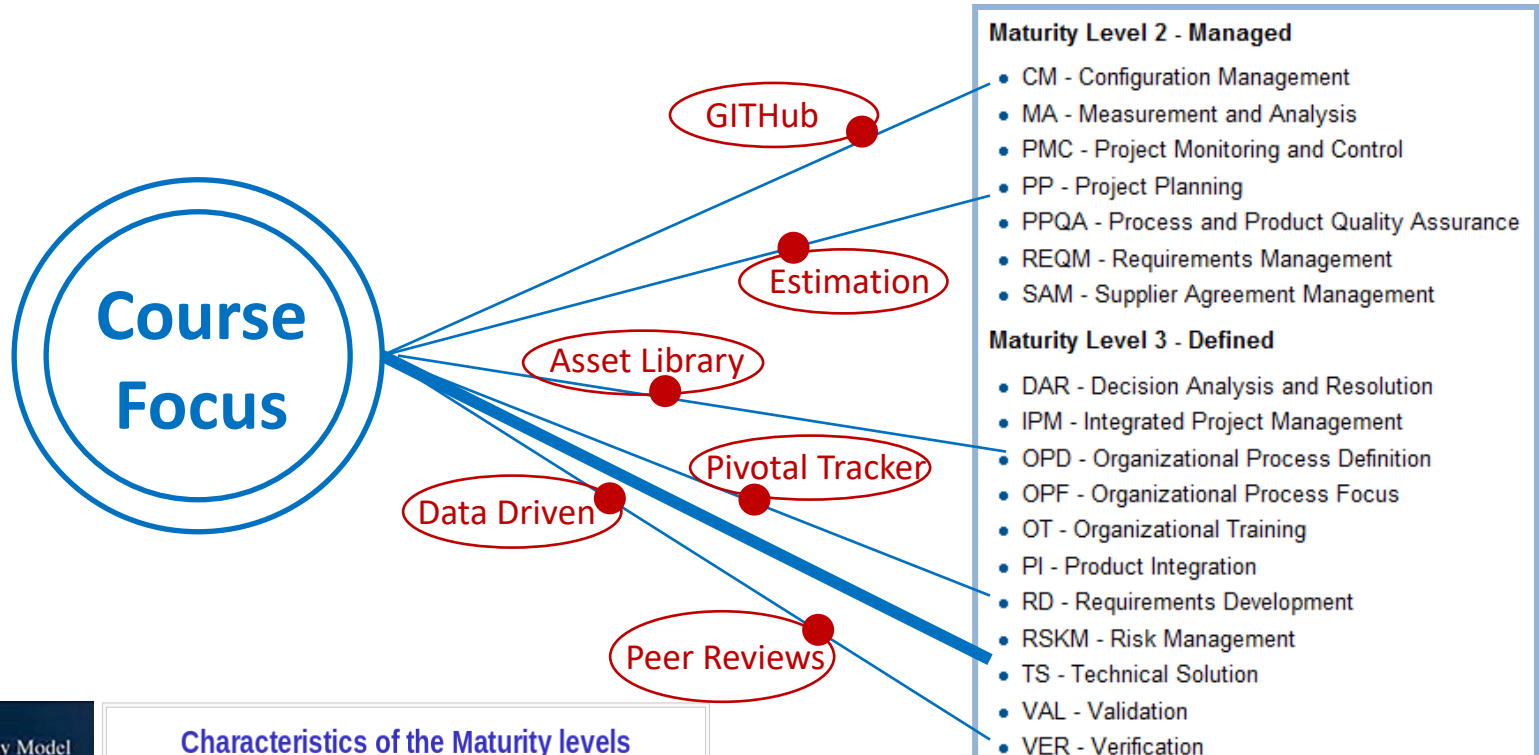 Course
Focus
GITHub
Estimation
Asset Library
Pivotal Tracker
Data Driven
Peer Reviews
Maturity Level 2 - Managed
CM - Configuration Management
MA - Measurement and Analysis
PMC - Project Monitoring and Control
PP - Project Planning
PPQA - Process and Product Quality Assurance
REQM - Requirements Management
SAM - Supplier Agreement Management
Maturity Level 3 - Defined
DAR - Decision Analysis and Resolution
IPM - Integrated Project Management
OPD - Organizational Process Definition
OPF - Organizational Process Focus
OT - Organizational Training
PI - Product Integration
RD - Requirements Development
RSKM - Risk Management
TS - Technical Solution
VAL - Validation
VER - Verification
Model
Characteristics of the Maturity levels